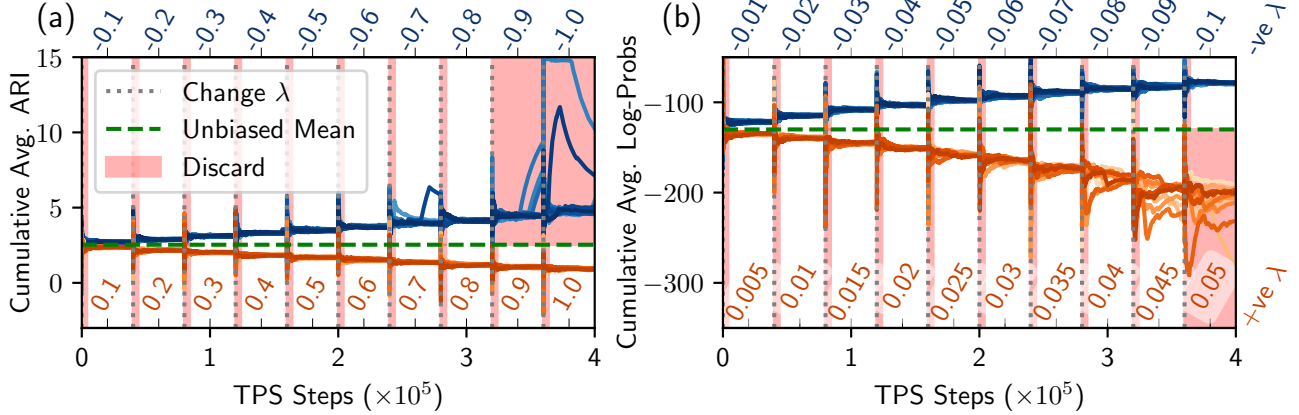 (a)
-0.1 -0.2 -0.3 -0.4 -0.5 -0.6 -0.7 -0.8 -0.9 -1.0
15
10
5
0
Cumulative Avg. ARI
Change λ
Unbiased Mean
Discard
0.1 0.2 0.3 0.4 0.5 0.6 0.7 0.8 0.9 1.0
0 1 2 3 4
TPS Steps (×10⁵)
(b)
-0.01 -0.02 -0.03 -0.04 -0.05 -0.06 -0.07 -0.08 -0.09 -0.1
-ve λ
−100
−200
−300
Cumulative Avg. Log-Probs
0.005 0.01 0.015 0.02 0.025 0.03 0.035 0.04 0.045 0.05
+ve λ
0 1 2 3 4
TPS Steps (×10⁵)